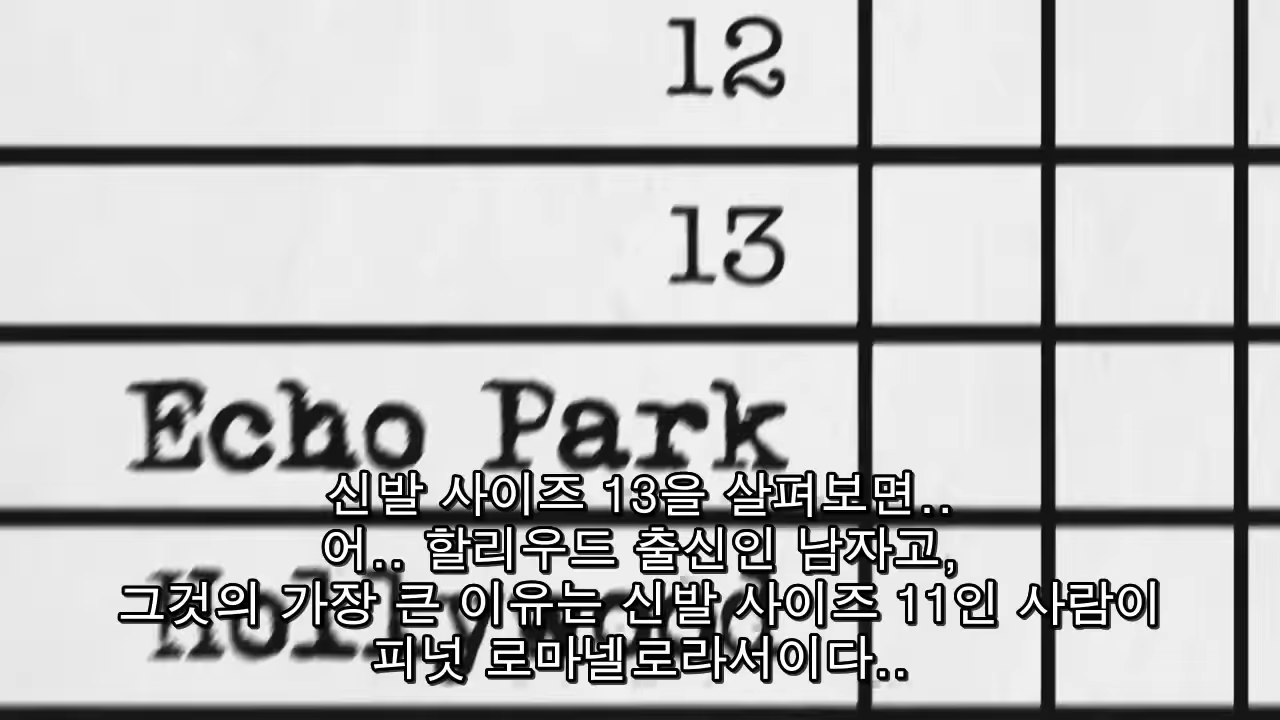 12
13
Echo Park
신발 사이즈 13을 살펴보면..
어.. 할리우드 출신인 남자고,
Hollywood
그것의 가장 큰 이유는 신발 사이즈 11인 사람이
피넛 로마넬로라서이다..